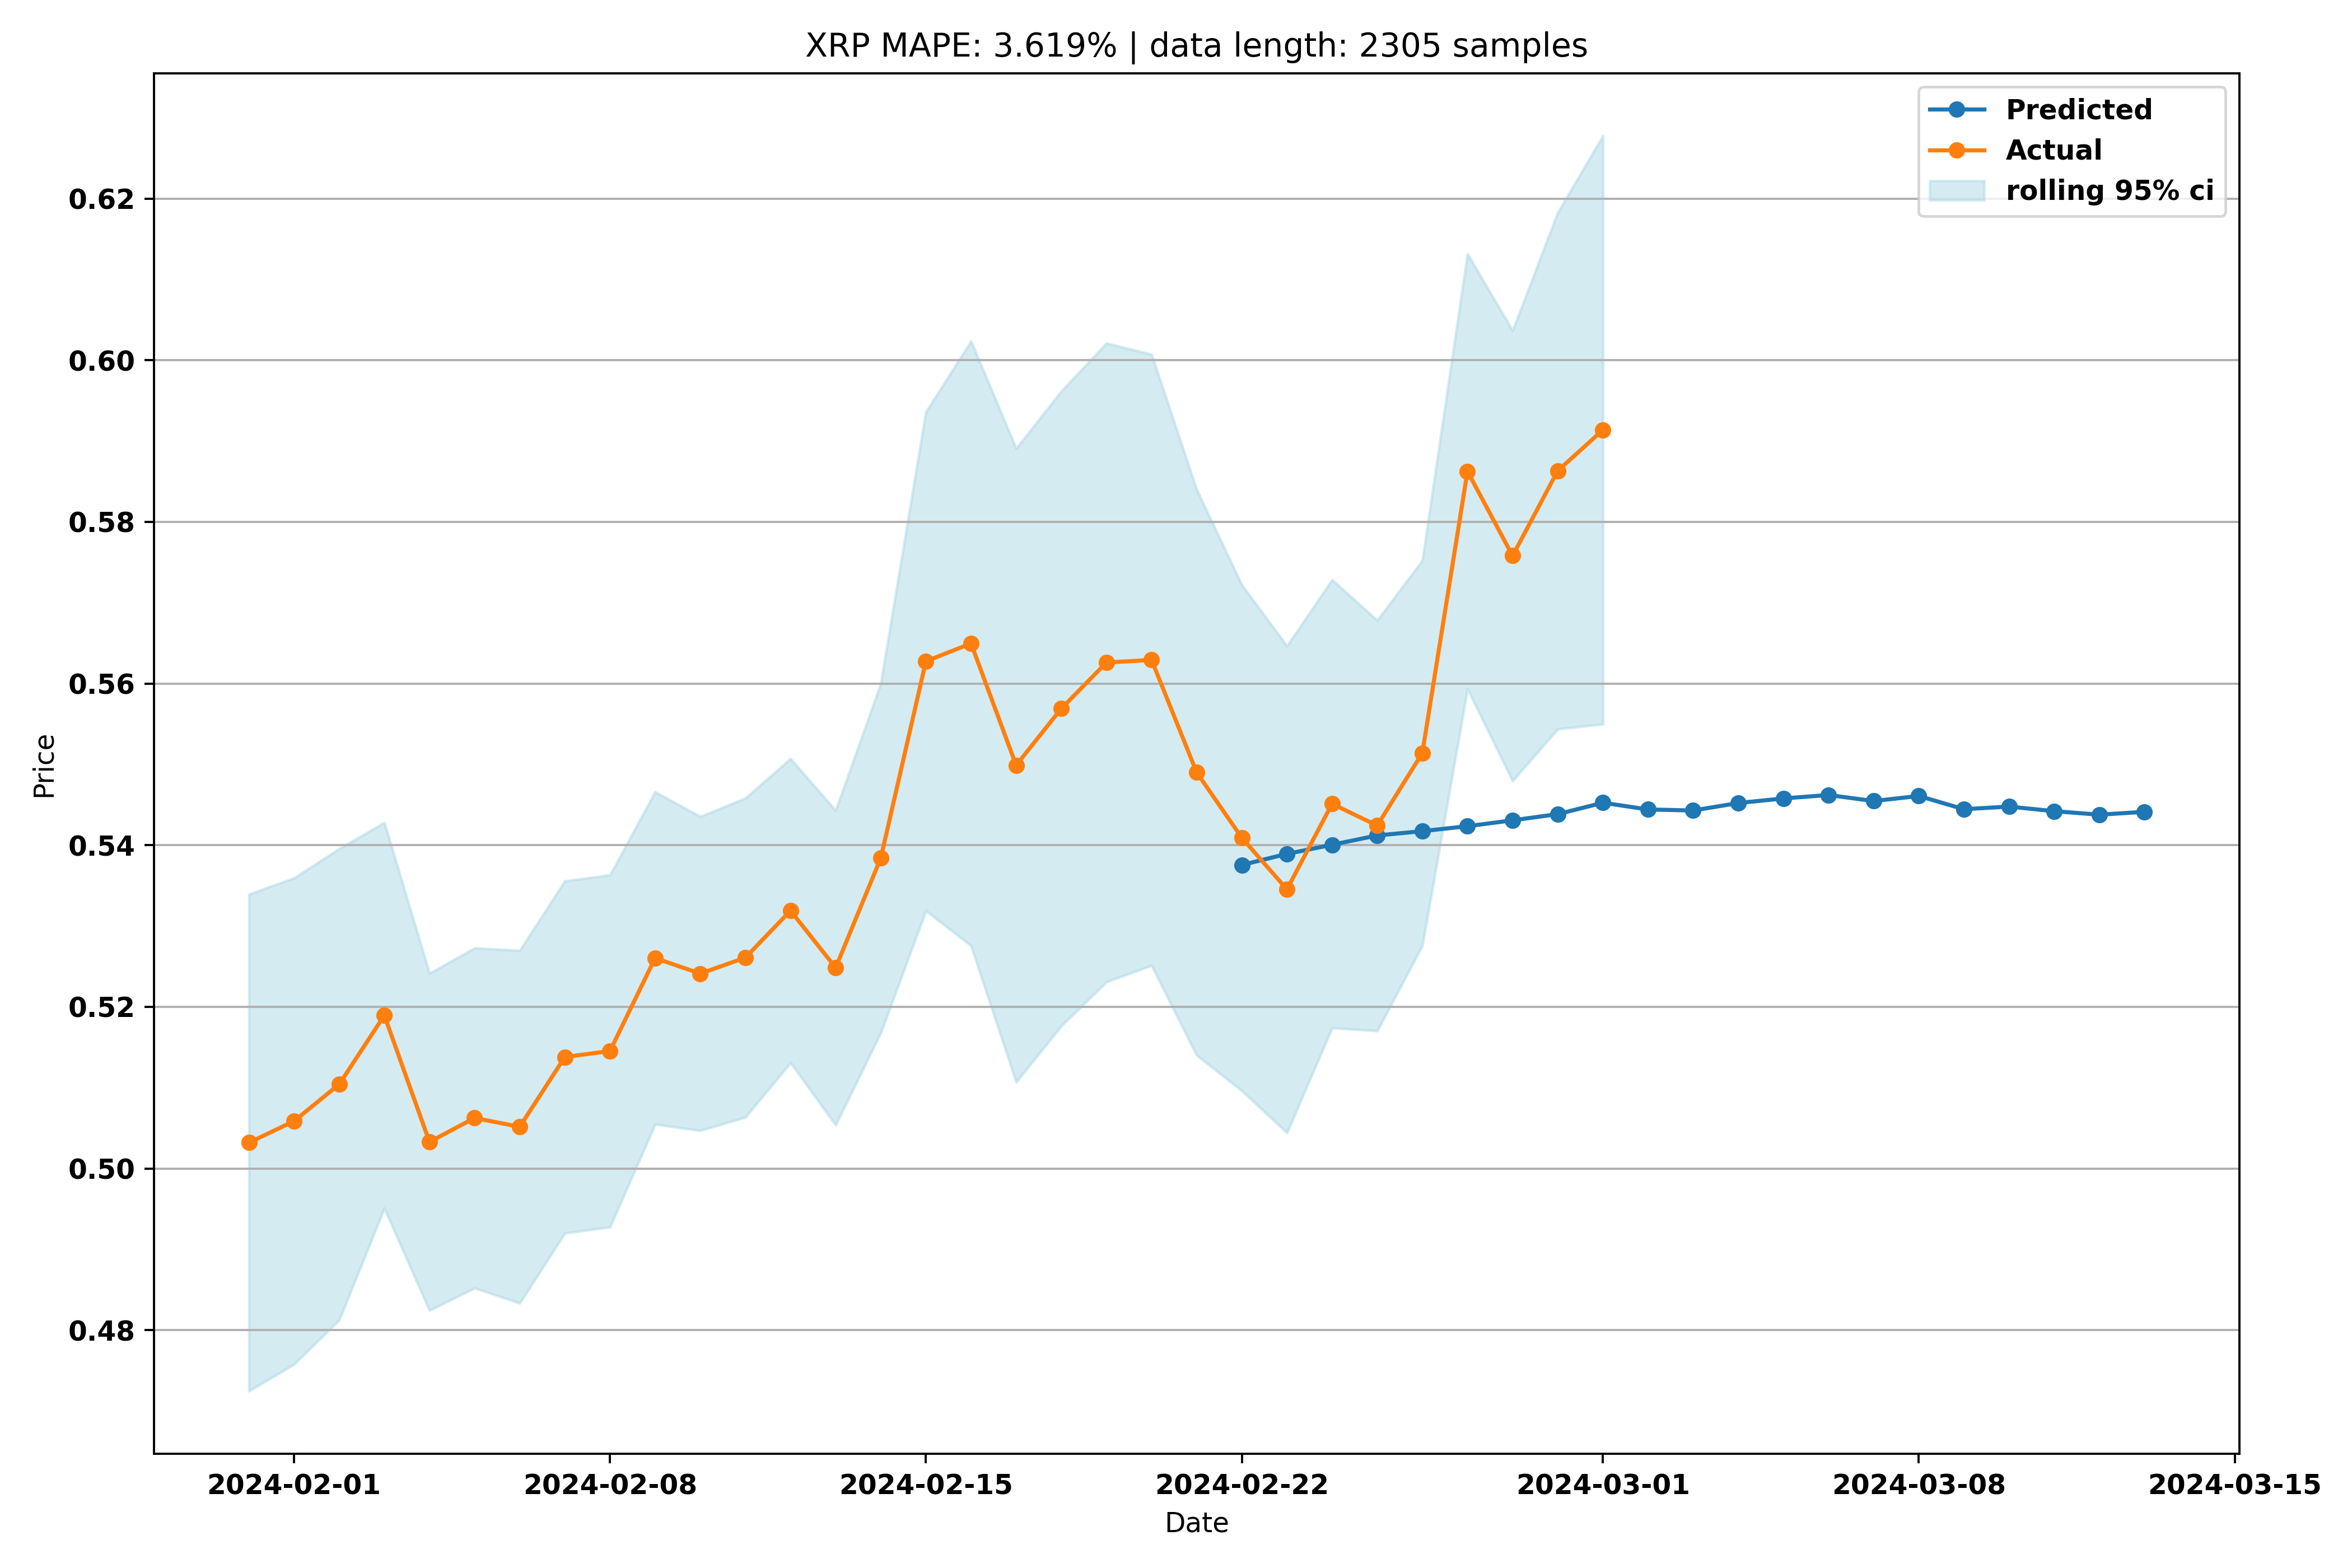 XRP MAPE: 3.619% | data length: 2305 samples
Predicted
Actual
rolling 95% ci
Price
0.62
0.60
0.58
0.56
0.54
0.52
0.50
0.48
2024-02-01
2024-02-08
2024-02-15
2024-02-22
2024-03-01
2024-03-08
2024-03-15
Date